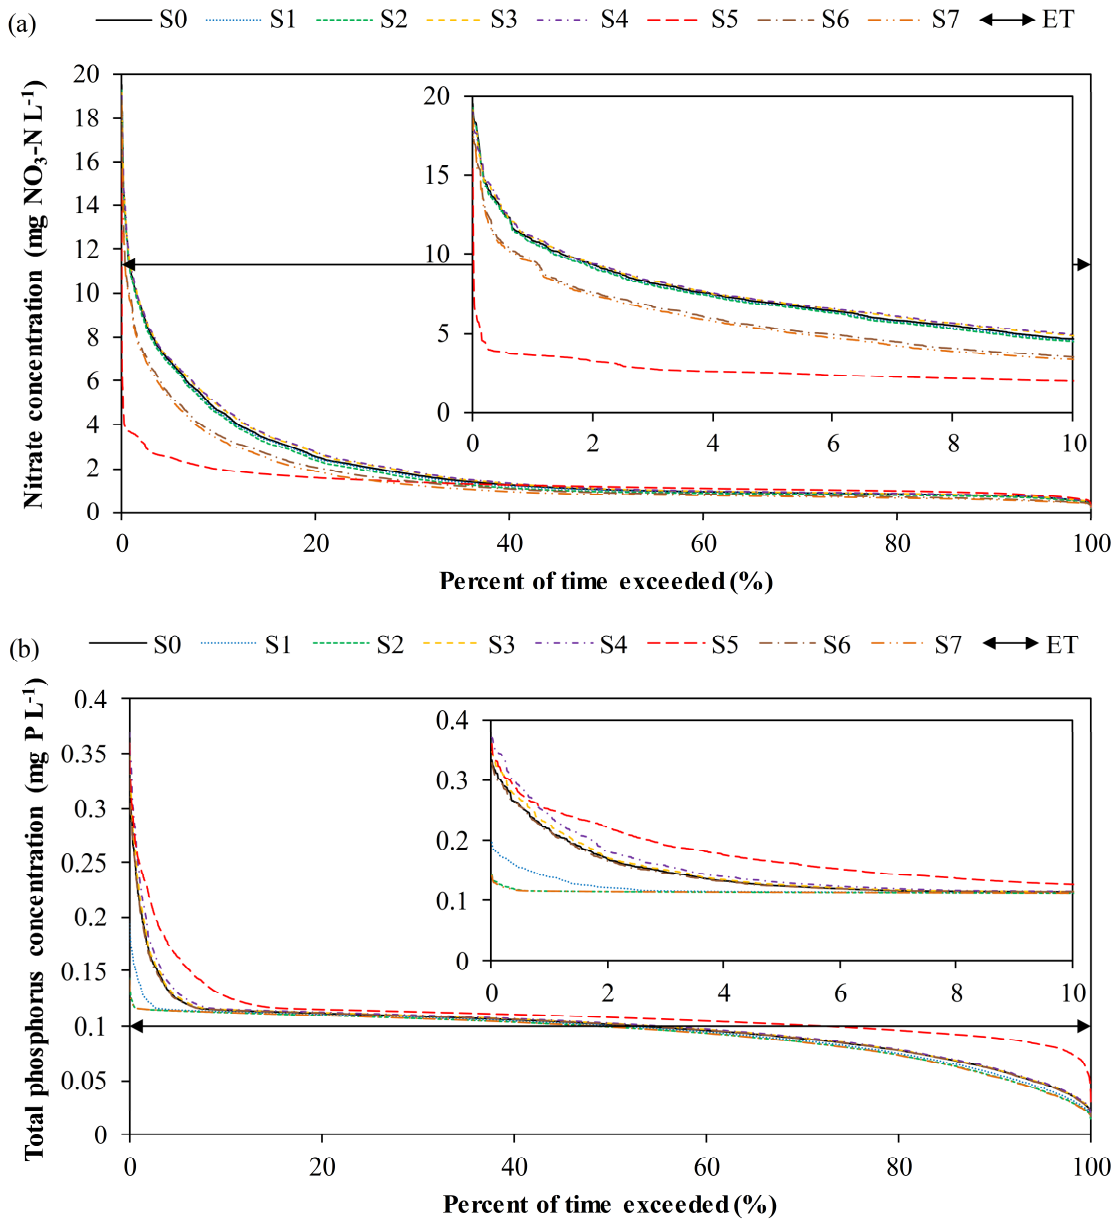 (a)
S0 S1 S2 S3 S4 S5 S6 S7 ET
Nitrate concentration (mg NO₃-N L⁻¹)
20
18
16
14
12
10
8
6
4
2
0
0 20 40 60 80 100
20
15
10
5
0
0 2 4 6 8 10
Percent of time exceeded (%)
(b)
S0 S1 S2 S3 S4 S5 S6 S7 ET
Total phosphorus concentration (mg P L⁻¹)
0.4
0.35
0.3
0.25
0.2
0.15
0.1
0.05
0
0 20 40 60 80 100
0.4
0.3
0.2
0.1
0
0 2 4 6 8 10
Percent of time exceeded (%)